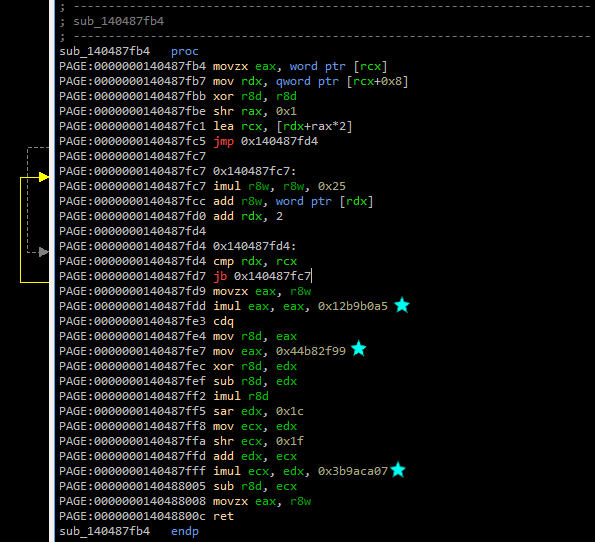 ; -----------------------------------------------------------------------
; sub_140487fb4
; -----------------------------------------------------------------------
sub_140487fb4 proc
PAGE:0000000140487fb4 movzx eax, word ptr [rcx]
PAGE:0000000140487fb7 mov rdx, qword ptr [rcx+0x8]
PAGE:0000000140487fbb xor r8d, r8d
PAGE:0000000140487fbe shr rax, 0x1
PAGE:0000000140487fc1 lea rcx, [rdx+rax*2]
PAGE:0000000140487fc5 jmp 0x140487fd4
PAGE:0000000140487fc7
PAGE:0000000140487fc7 0x140487fc7:
PAGE:0000000140487fc7 imul r8w, r8w, 0x25
PAGE:0000000140487fcc add r8w, word ptr [rdx]
PAGE:0000000140487fd0 add rdx, 2
PAGE:0000000140487fd4
PAGE:0000000140487fd4 0x140487fd4:
PAGE:0000000140487fd4 cmp rdx, rcx
PAGE:0000000140487fd7 jb 0x140487fc7
PAGE:0000000140487fd9 movzx eax, r8w
PAGE:0000000140487fdd imul eax, eax, 0x12b9b0a5
PAGE:0000000140487fe3 cdq
PAGE:0000000140487fe4 mov r8d, eax
PAGE:0000000140487fe7 mov eax, 0x44b82f99
PAGE:0000000140487fec xor r8d, edx
PAGE:0000000140487fef sub r8d, edx
PAGE:0000000140487ff2 imul r8d
PAGE:0000000140487ff5 sar edx, 0x1c
PAGE:0000000140487ff8 mov ecx, edx
PAGE:0000000140487ffa shr ecx, 0x1f
PAGE:0000000140487ffd add edx, ecx
PAGE:0000000140487fff imul ecx, edx, 0x3b9aca07
PAGE:0000000140488005 sub r8d, ecx
PAGE:0000000140488008 movzx eax, r8w
PAGE:000000014048800c ret
sub_140487fb4 endp